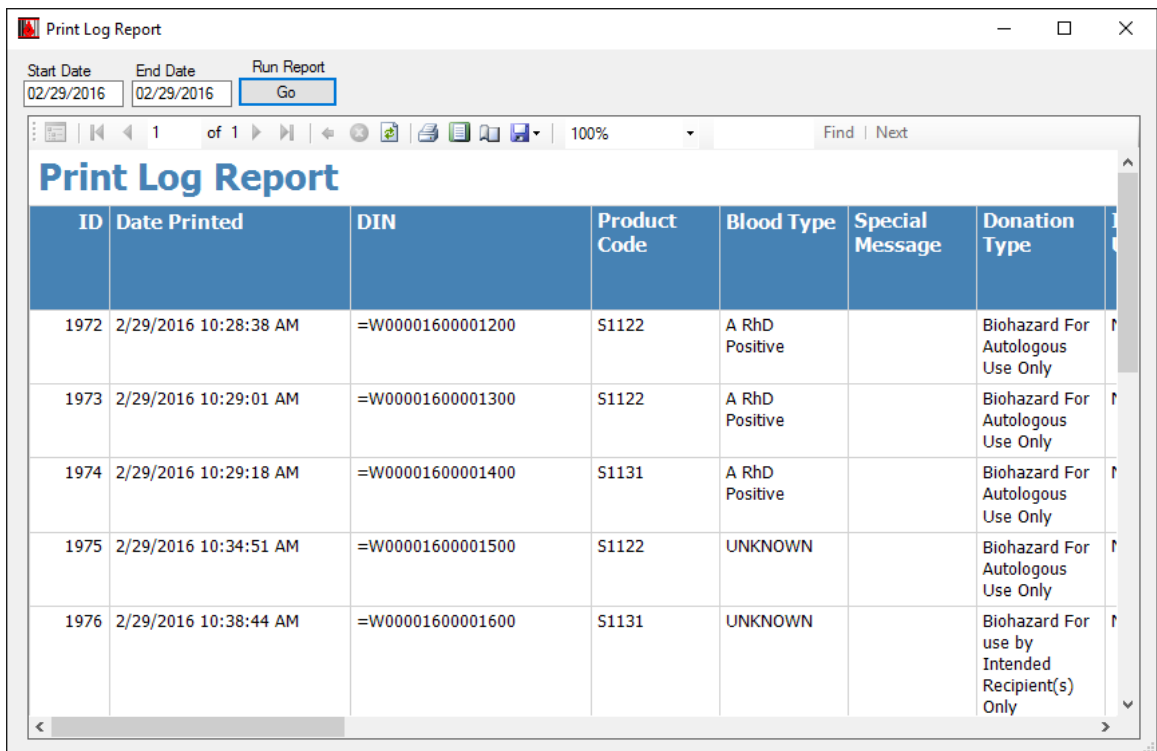 Print Log Report
Start Date End Date Run Report
02/29/2016 02/29/2016 Go
1 of 1 100% Find | Next
Print Log Report
ID Date Printed DIN Product Blood Type Special Donation
Code Message Type
1972 2/29/2016 10:28:38 AM =W00001600001200 S1122 A RhD Biohazard For
Positive Autologous
Use Only
1973 2/29/2016 10:29:01 AM =W00001600001300 S1122 A RhD Biohazard For
Positive Autologous
Use Only
1974 2/29/2016 10:29:18 AM =W00001600001400 S1131 A RhD Biohazard For
Positive Autologous
Use Only
1975 2/29/2016 10:34:51 AM =W00001600001500 S1122 UNKNOWN Biohazard For
Autologous
Use Only
1976 2/29/2016 10:38:44 AM =W00001600001600 S1131 UNKNOWN Biohazard For
use by
Intended
Recipient(s)
Only